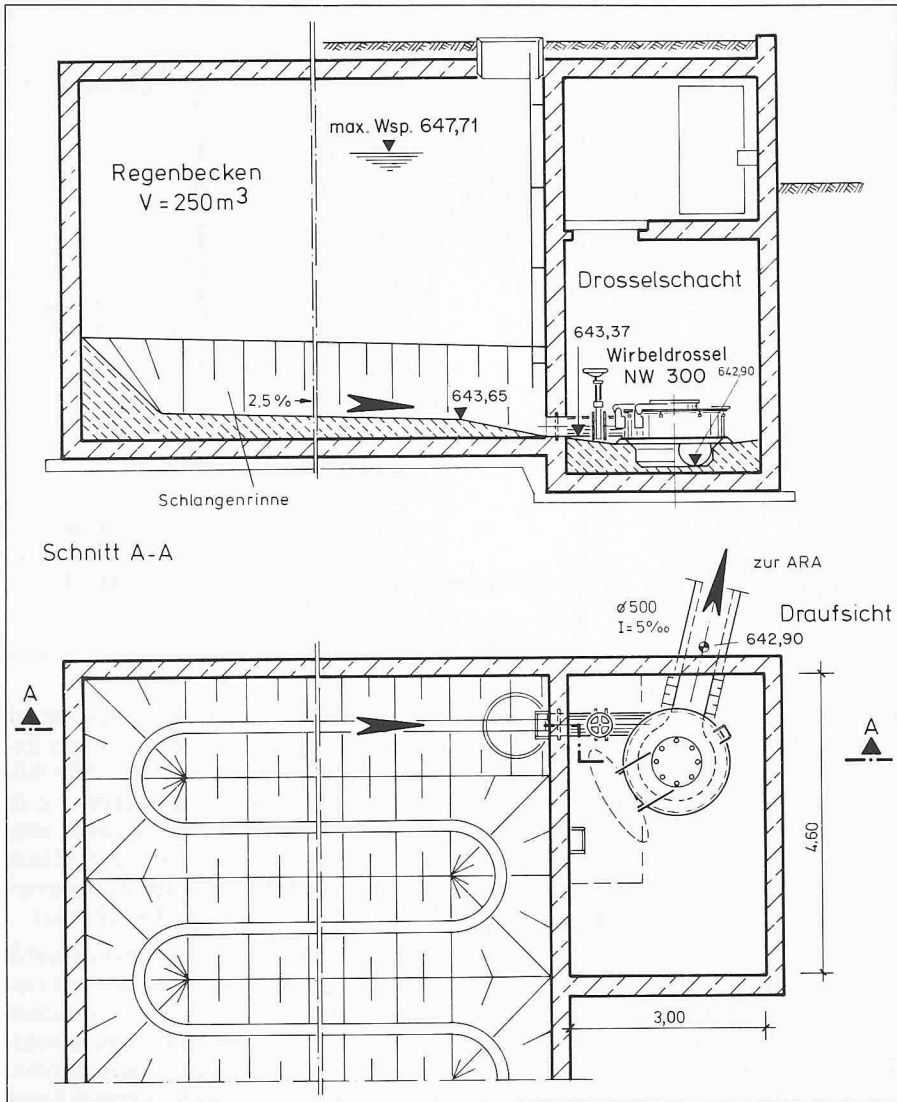 max. Wsp. 647,71
Regenbecken
V = 250 m³
Drosselschacht
643,37
Wirbeldrossel
NW 300
642,90
2,5 %
643,65
Schlangenrinne
Schnitt A-A
zur ARA
ø 500
I = 5‰
Draufsicht
642,90
A
A
4.60
3,00